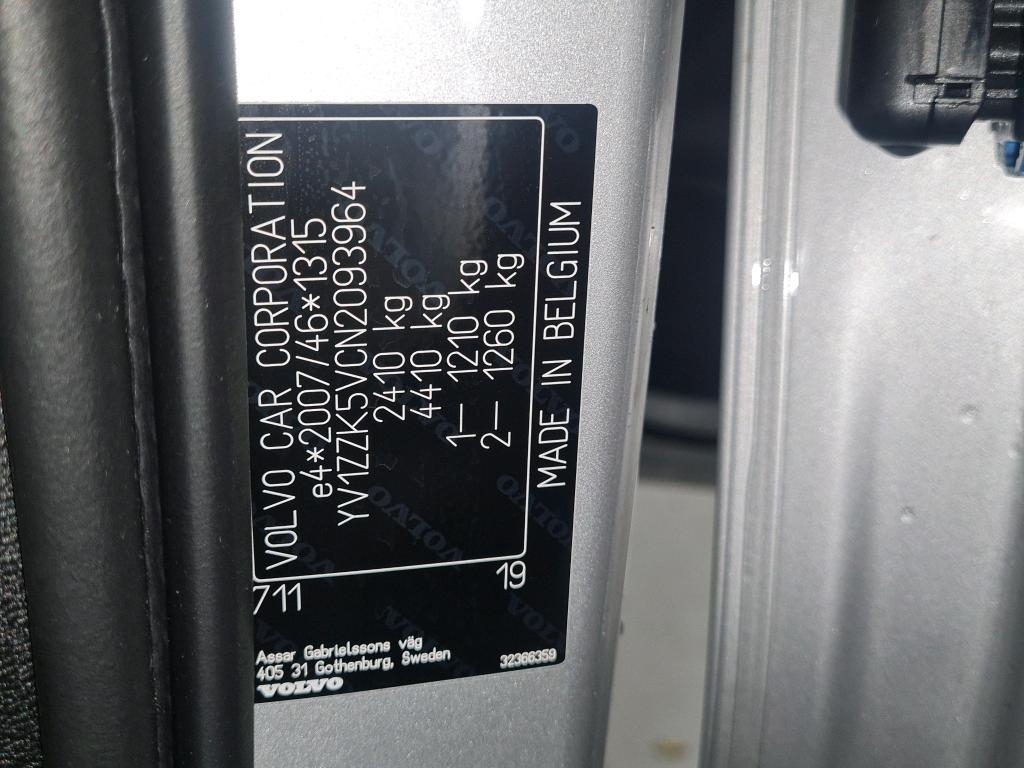 VOLVO CAR CORPORATION
e4*2007/46*1315
YV1ZZK5VCN2093964
2410 kg
4410 kg
1— 1210 kg
2— 1260 kg
MADE IN BELGIUM
711
19
Assar Gabrielssons väg
405 31 Gothenburg, Sweden
VOLVO
32366359